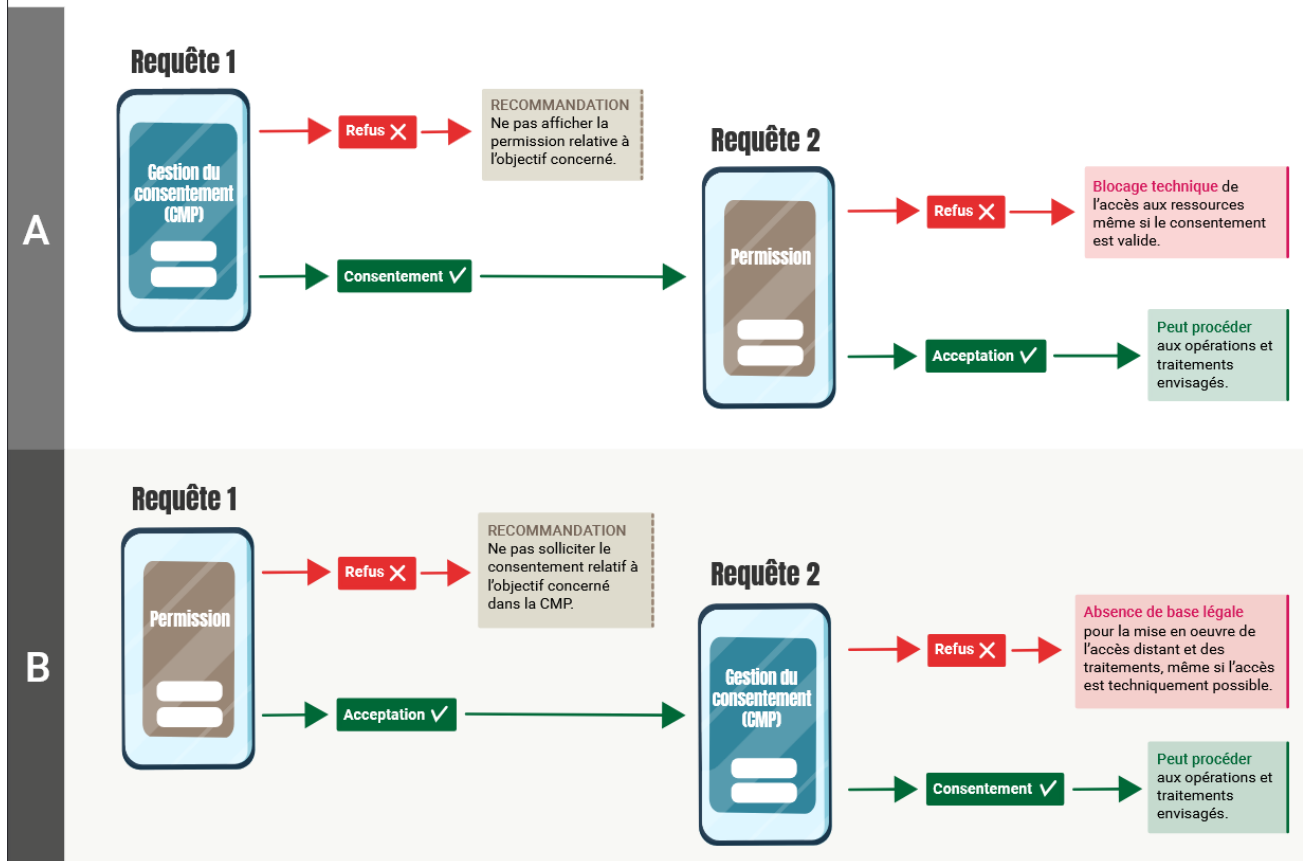 A
Requête 1
Gestion du
consentement
(CMP)
Refus
RECOMMANDATION
Ne pas afficher la
permission relative à
l'objectif concerné.
Consentement
Requête 2
Permission
Refus
Blocage technique de
l'accès aux ressources
même si le consentement
est valide.
Acceptation
Peut procéder
aux opérations et
traitements
envisagés.
B
Requête 1
Permission
Refus
RECOMMANDATION
Ne pas solliciter le
consentement relatif à
l'objectif concerné
dans la CMP.
Acceptation
Requête 2
Gestion du
consentement
(CMP)
Refus
Absence de base légale
pour la mise en oeuvre de
l'accès distant et des
traitements, même si l'accès
est techniquement possible.
Consentement
Peut procéder
aux opérations et
traitements
envisagés.